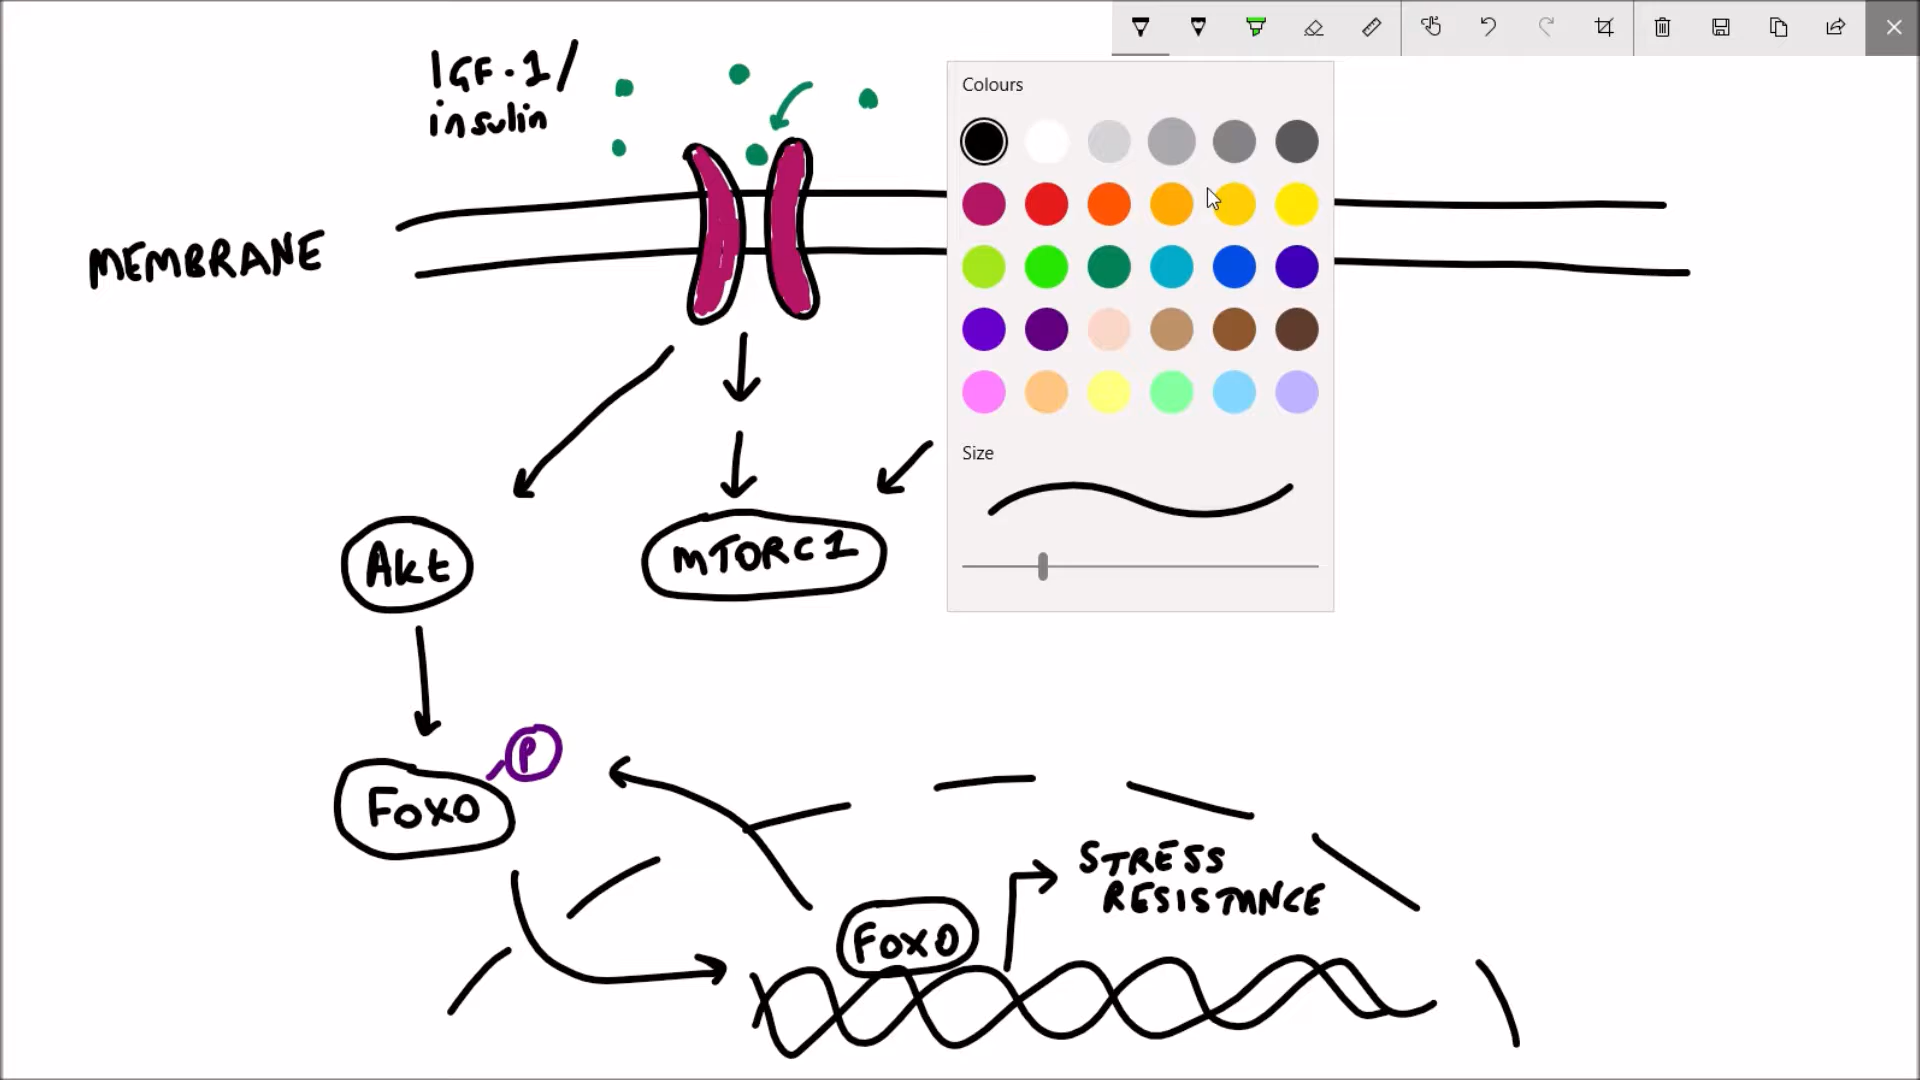 IGF-1/
insulin
MEMBRANE
Colours
Size
Akt
mTORC1
P
FoxO
STRESS
RESISTANCE
FoxO